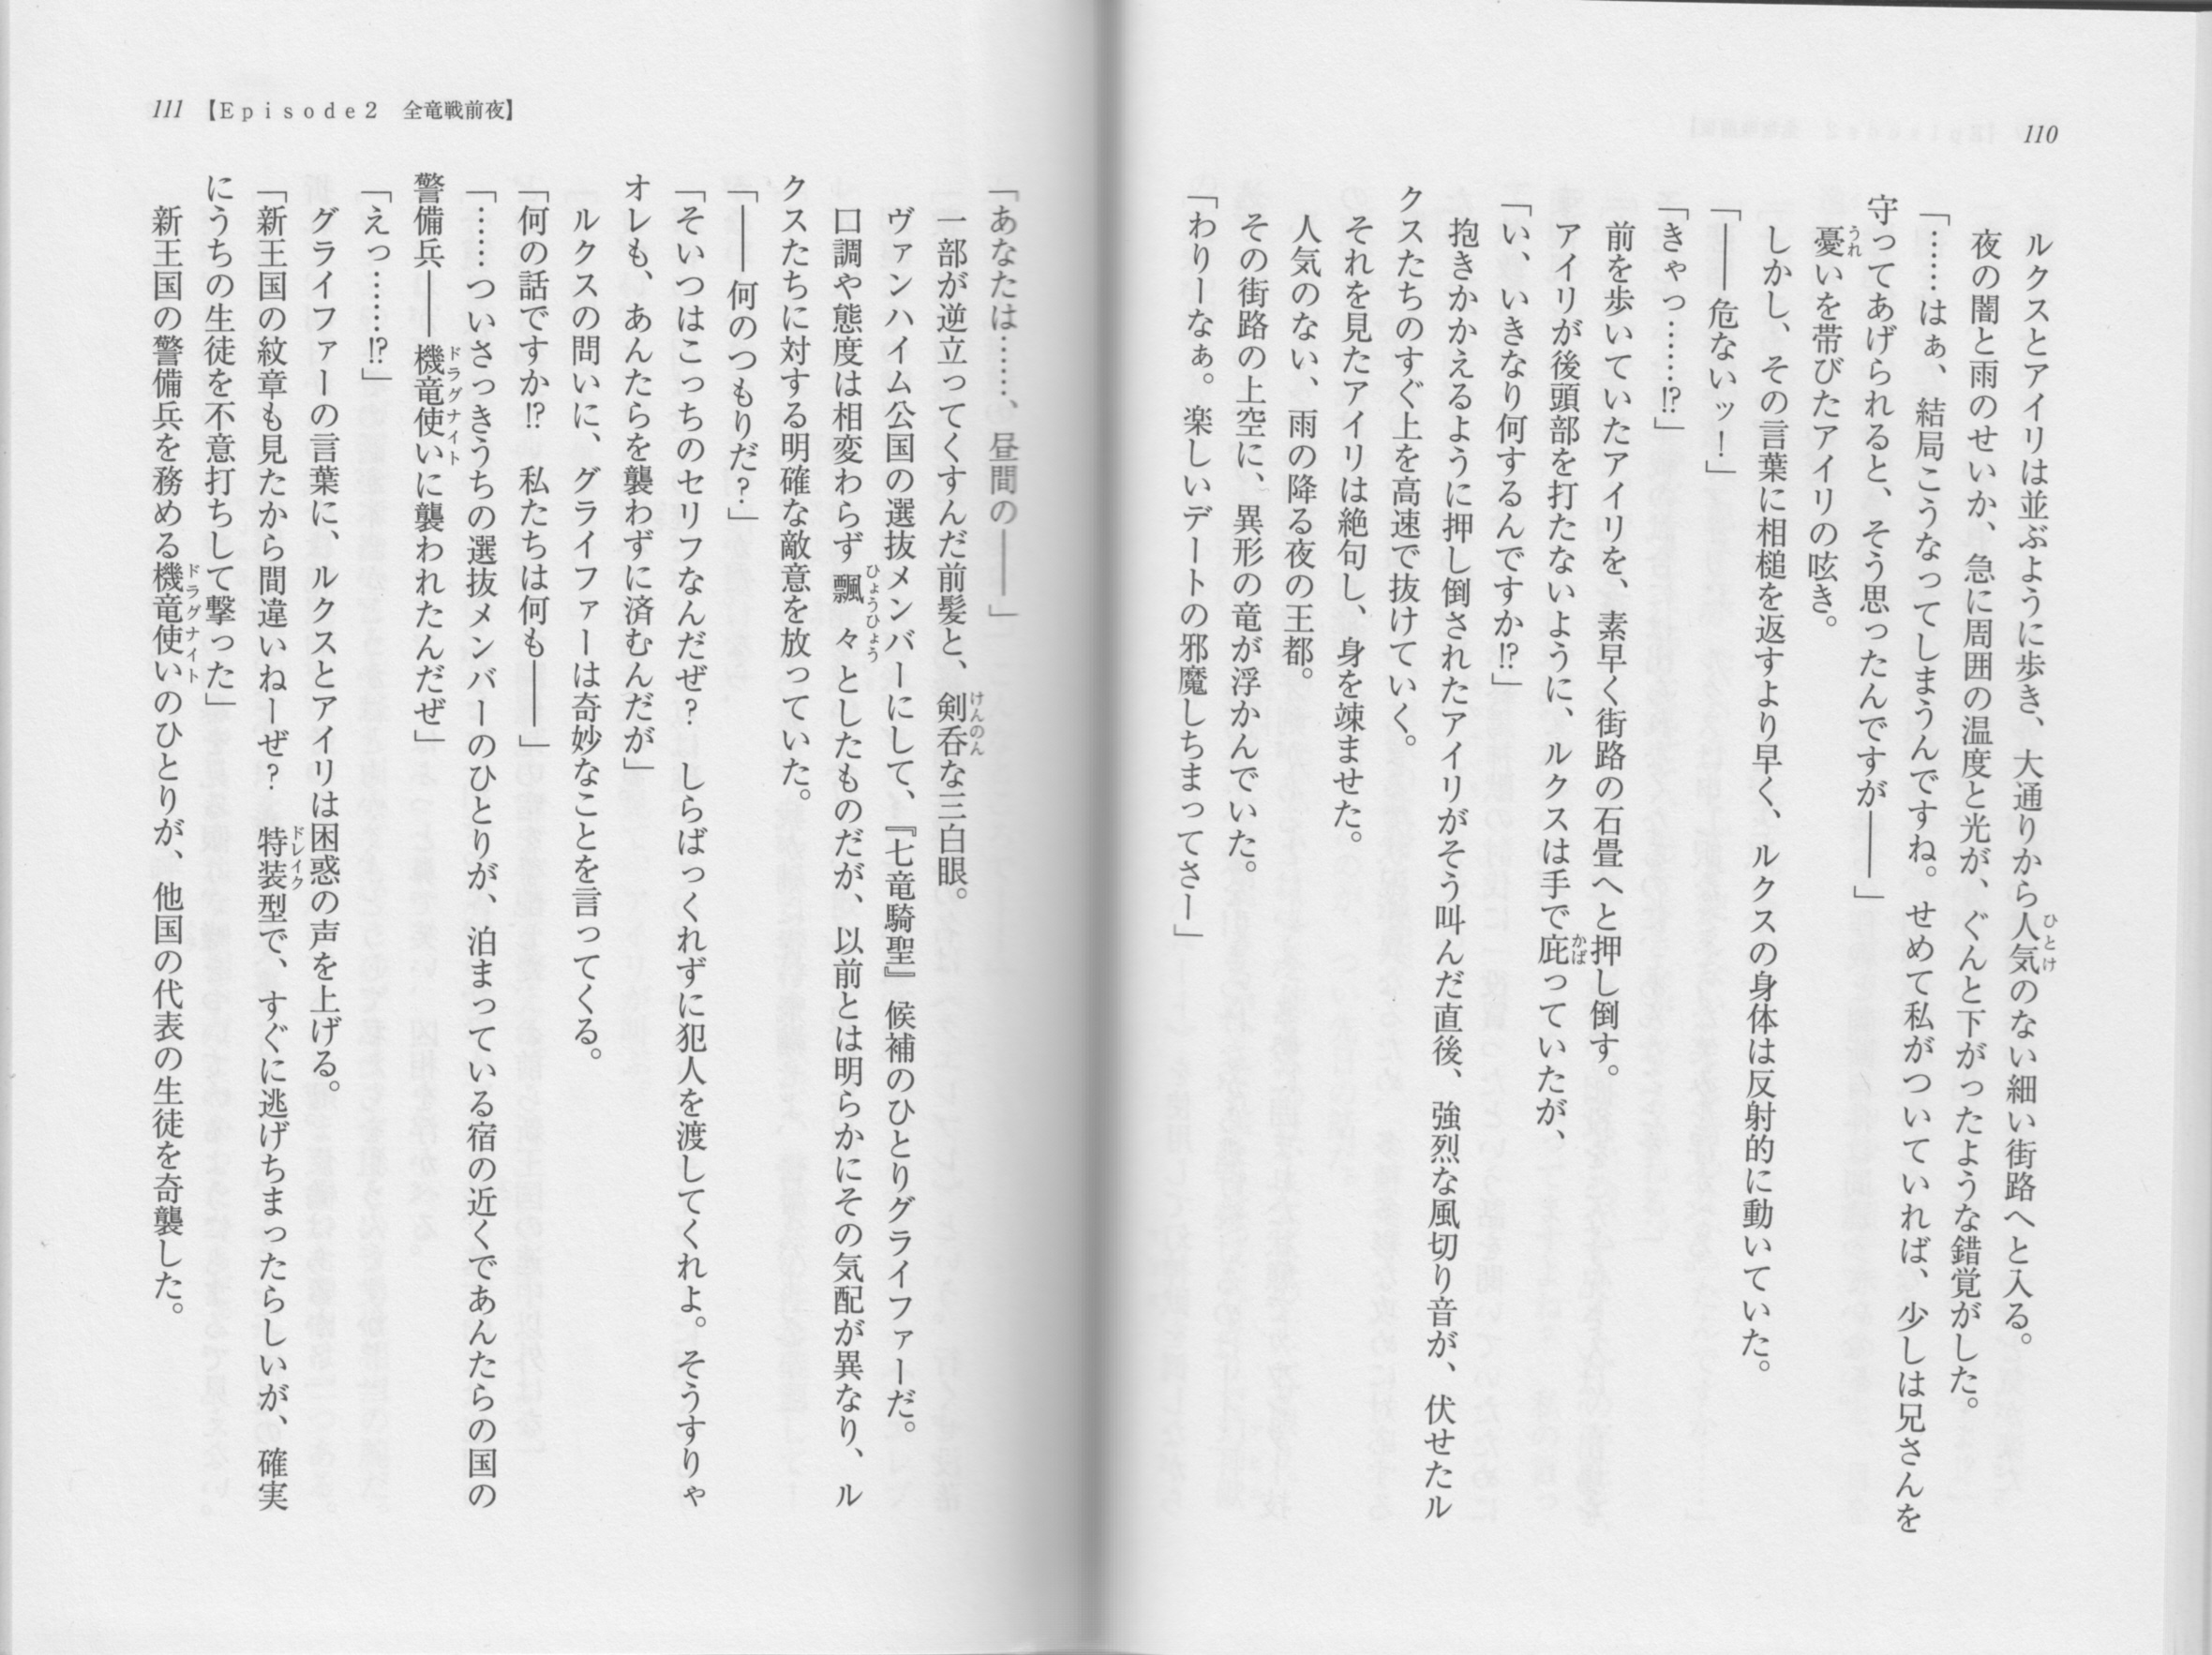 110
ルクスとアイリは並ぶように歩き、大通りから人気のない細い街路へと入る。
夜の闇と雨のせいか、急に周囲の温度と光が、ぐんと下がったような錯覚がした。
「……はぁ、結局こうなってしまうんですね。せめて私がついていれば、少しは兄さんを
守ってあげられると、そう思ったんですが――」
憂いを帯びたアイリの呟き。
しかし、その言葉に相槌を返すより早く、ルクスの身体は反射的に動いていた。
「――危ないッ！」
「きゃっ……!?」
前を歩いていたアイリを、素早く街路の石畳へと押し倒す。
アイリが後頭部を打たないように、ルクスは手で庇っていたが、
「い、いきなり何するんですか!?」
抱きかかえるように押し倒されたアイリがそう叫んだ直後、強烈な風切り音が、伏せたル
クスたちのすぐ上を高速で抜けていく。
それを見たアイリは絶句し、身を竦ませた。
人気のない、雨の降る夜の王都。
その街路の上空に、異形の竜が浮かんでいた。
「わりーなぁ。楽しいデートの邪魔しちまってさー」
111 【Ｅｐｉｓｏｄｅ２　全竜戦前夜】
「あなたは……、昼間の――」
一部が逆立ってくすんだ前髪と、剣呑な三白眼。
ヴァンハイム公国の選抜メンバーにして、『七竜騎聖』候補のひとりグライファーだ。
口調や態度は相変わらず飄々としたものだが、以前とは明らかにその気配が異なり、ル
クスたちに対する明確な敵意を放っていた。
「――何のつもりだ？」
「そいつはこっちのセリフなんだぜ？　しらばっくれずに犯人を渡してくれよ。そうすりゃ
オレも、あんたらを襲わずに済むんだが」
ルクスの問いに、グライファーは奇妙なことを言ってくる。
「何の話ですか!?　私たちは何も――」
「……ついさっきうちの選抜メンバーのひとりが、泊まっている宿の近くであんたらの国の
警備兵――機竜使いに襲われたんだぜ」
「えっ……!?」
グライファーの言葉に、ルクスとアイリは困惑の声を上げる。
「新王国の紋章も見たから間違いねーぜ？　特装型で、すぐに逃げちまったらしいが、確実
にうちの生徒を不意打ちして撃った」
新王国の警備兵を務める機竜使いのひとりが、他国の代表の生徒を奇襲した。